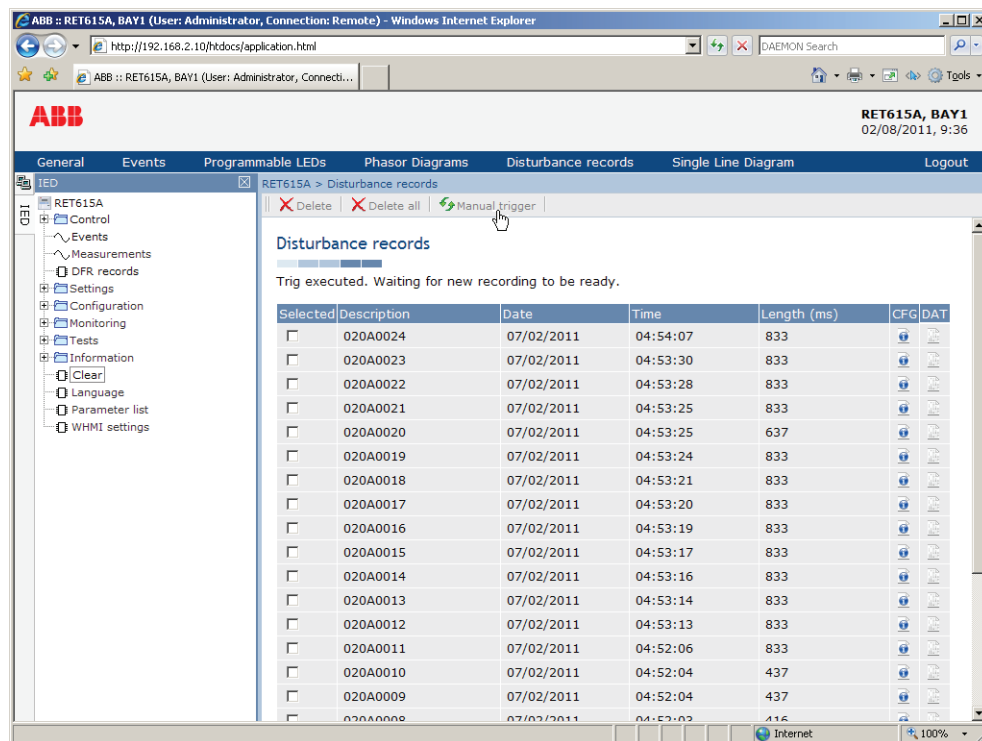 ABB :: RET615A, BAY1 (User: Administrator, Connection: Remote) - Windows Internet Explorer
http://192.168.2.10/htdocs/application.html
DAEMON Search
ABB :: RET615A, BAY1 (User: Administrator, Connecti...
Tools
ABB
RET615A, BAY1
02/08/2011, 9:36
General Events Programmable LEDs Phasor Diagrams Disturbance records Single Line Diagram Logout
IED
IED
RET615A
Control
Events
Measurements
DFR records
Settings
Configuration
Monitoring
Tests
Information
Clear
Language
Parameter list
WHMI settings
RET615A > Disturbance records
Delete Delete all Manual trigger
Disturbance records
Trig executed. Waiting for new recording to be ready.
Selected Description Date Time Length (ms) CFG DAT
020A0024 07/02/2011 04:54:07 833
020A0023 07/02/2011 04:53:30 833
020A0022 07/02/2011 04:53:28 833
020A0021 07/02/2011 04:53:25 833
020A0020 07/02/2011 04:53:25 637
020A0019 07/02/2011 04:53:24 833
020A0018 07/02/2011 04:53:21 833
020A0017 07/02/2011 04:53:20 833
020A0016 07/02/2011 04:53:19 833
020A0015 07/02/2011 04:53:17 833
020A0014 07/02/2011 04:53:16 833
020A0013 07/02/2011 04:53:14 833
020A0012 07/02/2011 04:53:13 833
020A0011 07/02/2011 04:52:06 833
020A0010 07/02/2011 04:52:04 437
020A0009 07/02/2011 04:52:04 437
020A0008 07/02/2011 04:52:03 416
Internet 100%